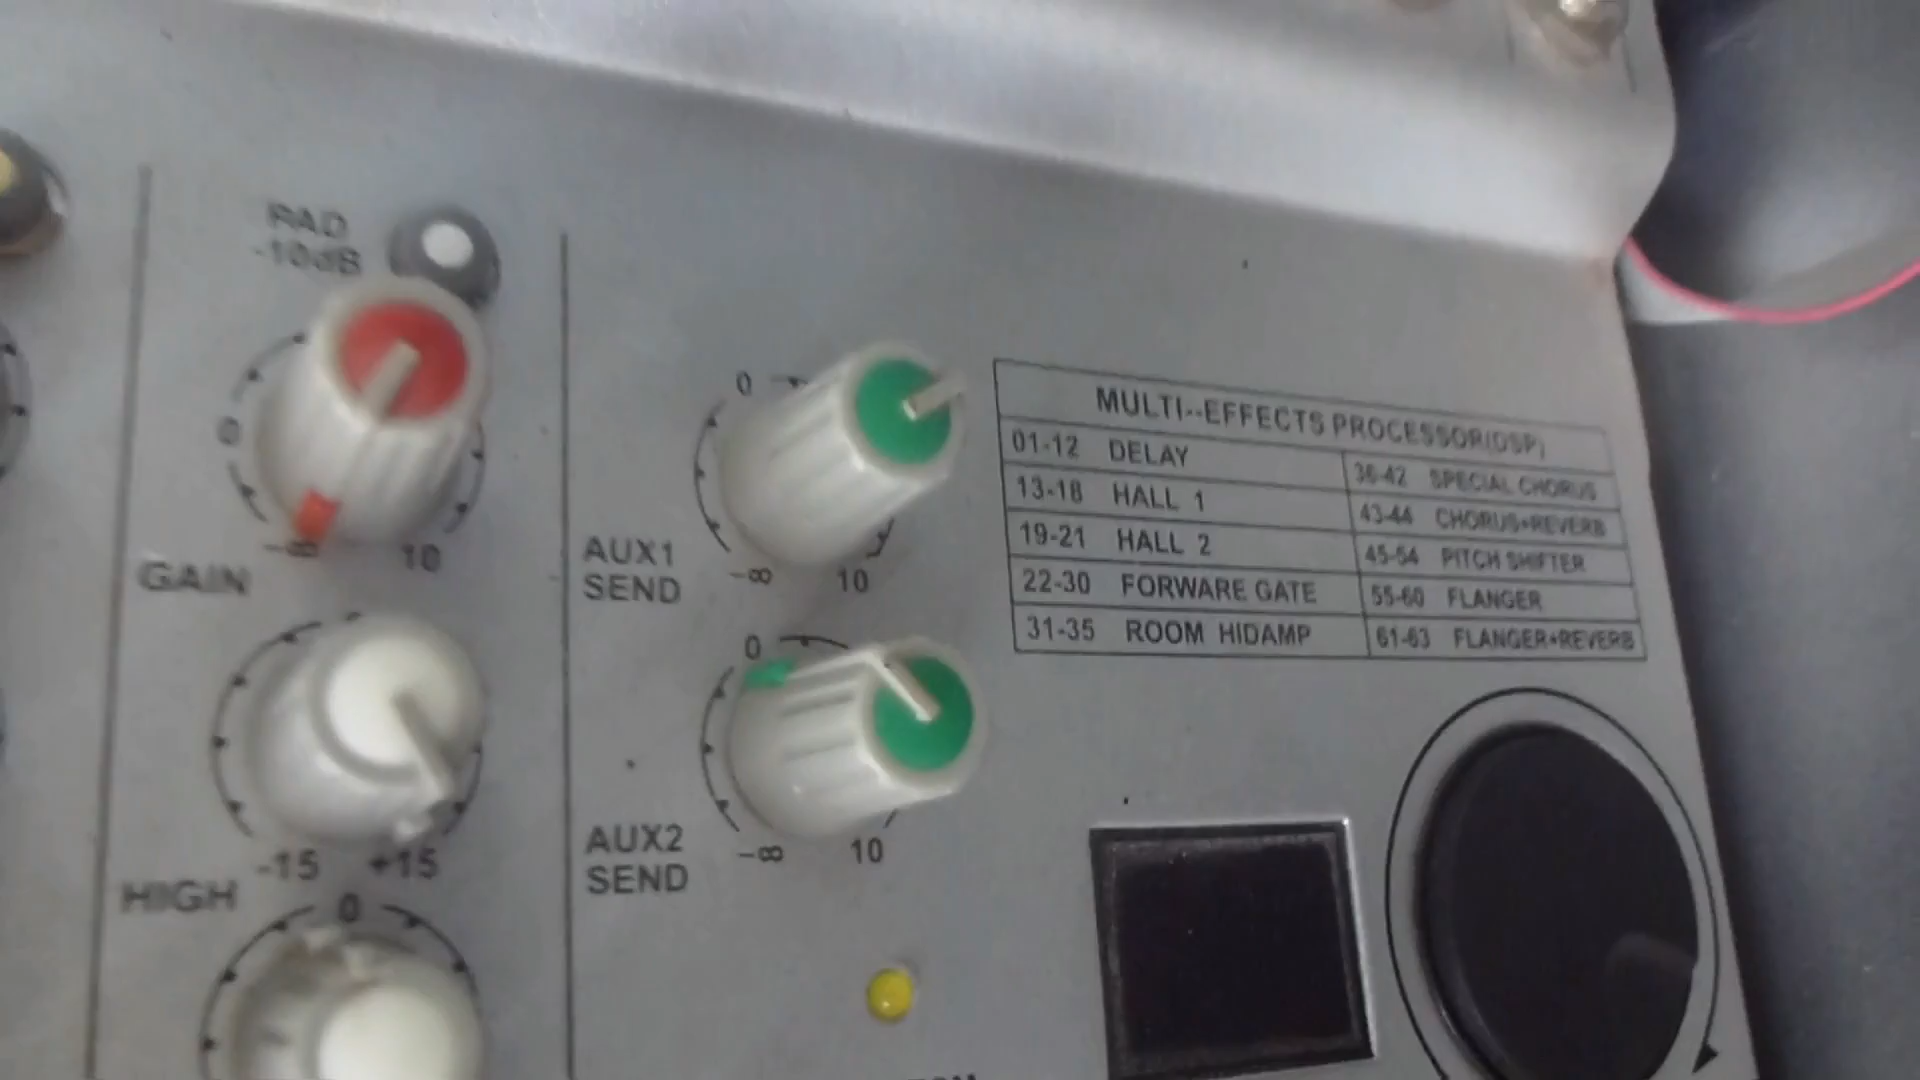 PAD
-10dB
0
-∞ 10
GAIN
-15 +15
HIGH
0
0
AUX1
SEND
-∞ 10
0
AUX2
SEND
-∞ 10
MULTI--EFFECTS PROCESSOR(DSP)
01-12 DELAY
13-18 HALL 1
19-21 HALL 2
22-30 FORWARE GATE
31-35 ROOM HIDAMP
36-42 SPECIAL CHORUS
43-44 CHORUS+REVERB
45-54 PITCH SHIFTER
55-60 FLANGER
61-63 FLANGER+REVERB